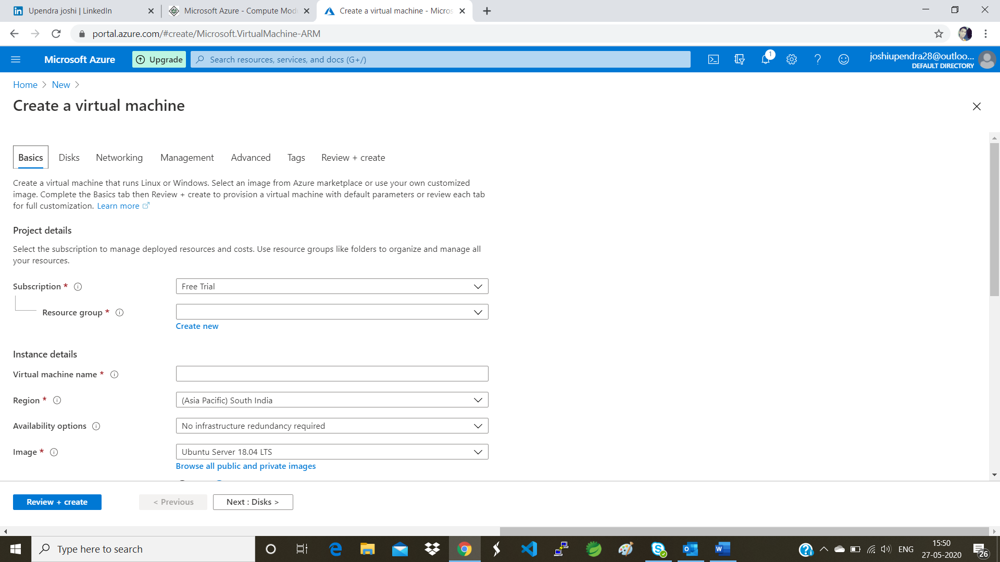 Upendra joshi | LinkedIn
Microsoft Azure - Compute Mod
Create a virtual machine - Micros
portal.azure.com/#create/Microsoft.VirtualMachine-ARM
Microsoft Azure
Upgrade
Search resources, services, and docs (G+/)
1
joshiupendra28@outloo...
DEFAULT DIRECTORY
Home > New >
Create a virtual machine
Basics Disks Networking Management Advanced Tags Review + create
Create a virtual machine that runs Linux or Windows. Select an image from Azure marketplace or use your own customized
image. Complete the Basics tab then Review + create to provision a virtual machine with default parameters or review each tab
for full customization. Learn more
Project details
Select the subscription to manage deployed resources and costs. Use resource groups like folders to organize and manage all
your resources.
Subscription * Free Trial
Resource group *
Create new
Instance details
Virtual machine name *
Region * (Asia Pacific) South India
Availability options No infrastructure redundancy required
Image * Ubuntu Server 18.04 LTS
Browse all public and private images
Review + create < Previous Next : Disks >
Type here to search
ENG
15:50
27-05-2020
26